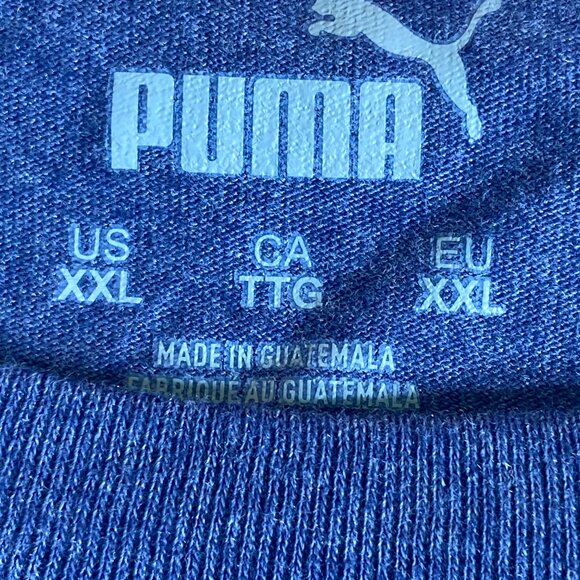 PUMA
US CA EU
XXL TTG XXL
MADE IN GUATEMALA
FABRIQUE AU GUATEMALA